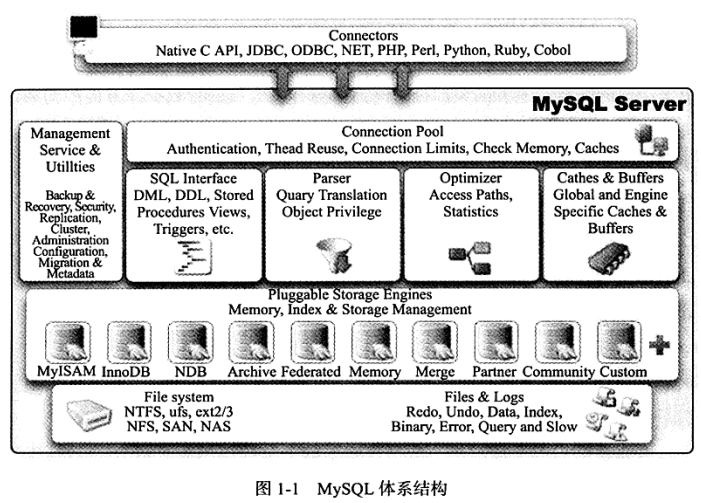 Connectors
Native C API, JDBC, ODBC, NET, PHP, Perl, Python, Ruby, Cobol
MySQL Server
Management
Service &
Utillties
Backup &
Recovery, Security,
Replication,
Cluster,
Administration
Configuration,
Migration &
Metadata
Connection Pool
Authentication, Thead Reuse, Connection Limits, Check Memory, Caches
SQL Interface
DML, DDL, Stored
Procedures Views,
Triggers, etc.
Parser
Quary Translation
Object Privilege
Optimizer
Access Paths,
Statistics
Cathes & Buffers
Global and Engine
Specific Caches &
Buffers
Pluggable Storage Engines
Memory, Index & Storage Management
MyISAM InnoDB NDB Archive Federated Memory Merge Partner Community Custom
File system
NTFS, ufs, ext2/3
NFS, SAN, NAS
Files & Logs
Redo, Undo, Data, Index,
Binary, Error, Query and Slow
图 1-1 MySQL 体系结构